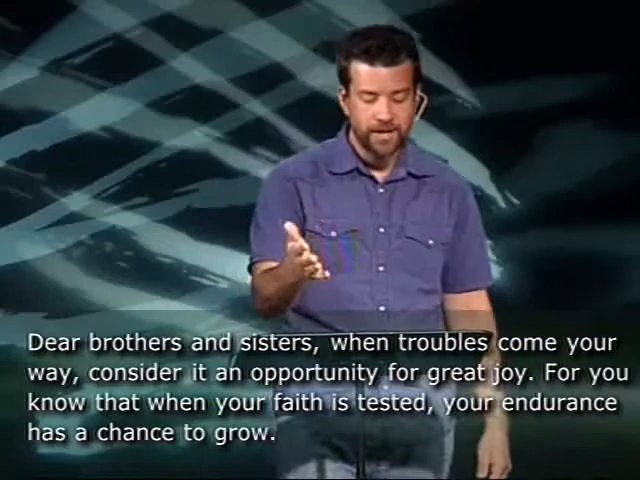 Dear brothers and sisters, when troubles come your
way, consider it an opportunity for great joy. For you
know that when your faith is tested, your endurance
has a chance to grow.